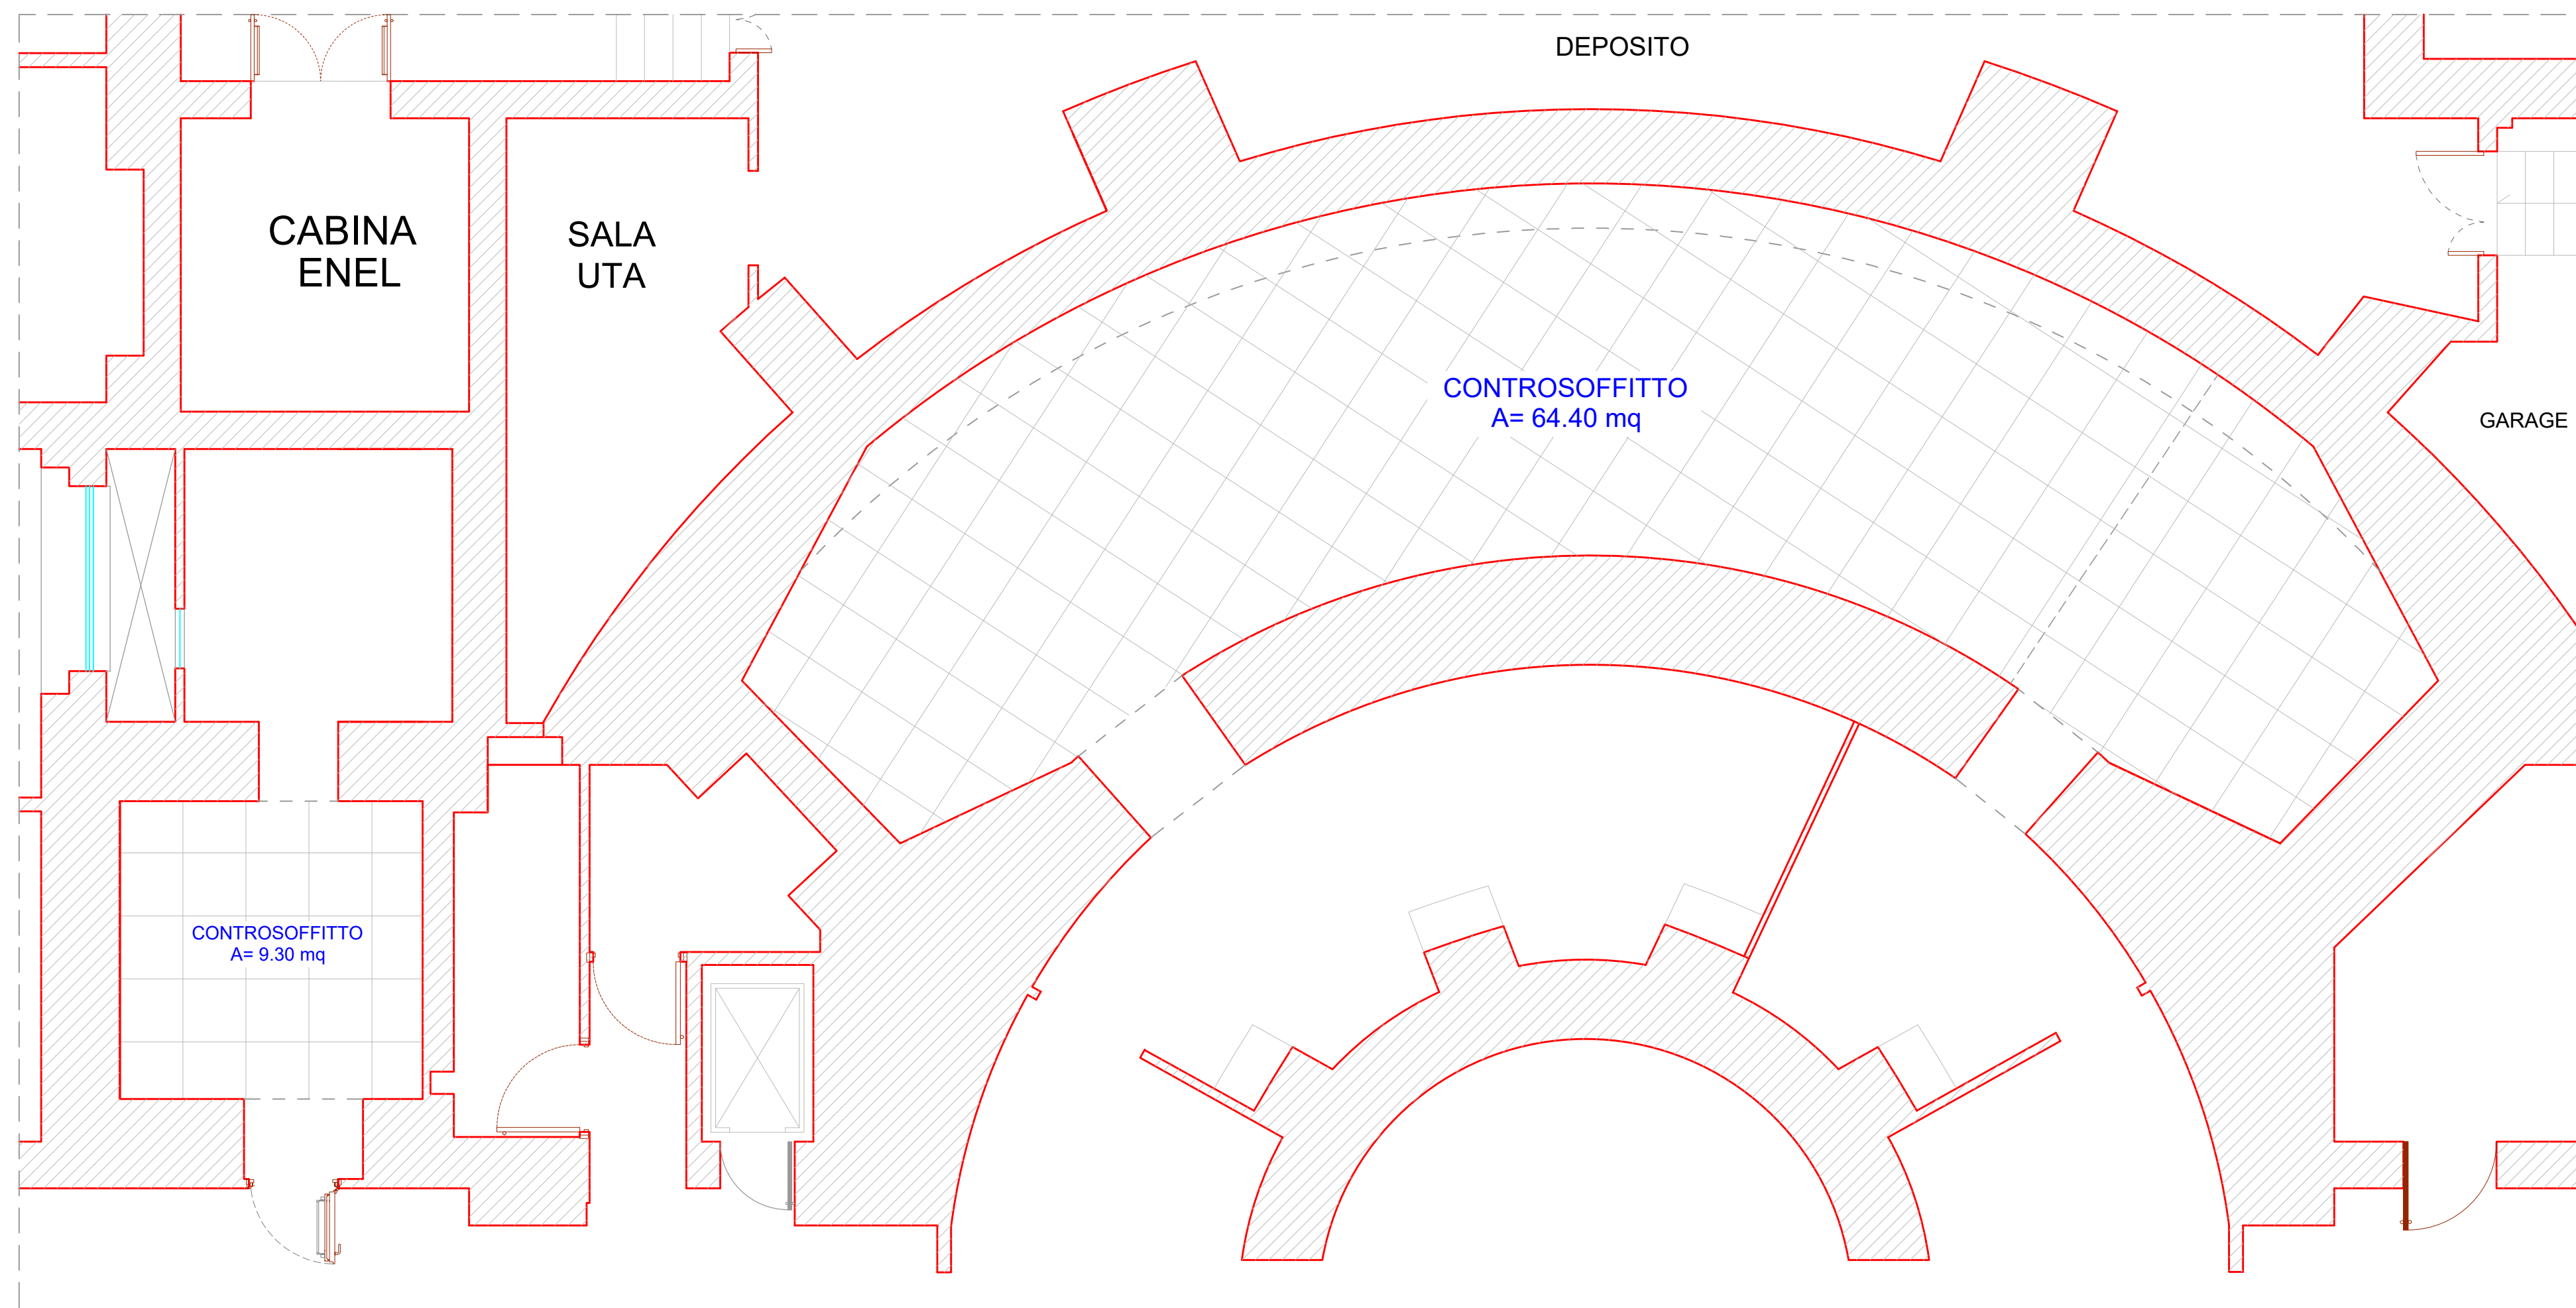 DEPOSITO
CABINA
ENEL
SALA
UTA
CONTROSOFFITTO
A= 64.40 mq
GARAGE
CONTROSOFFITTO
A= 9.30 mq